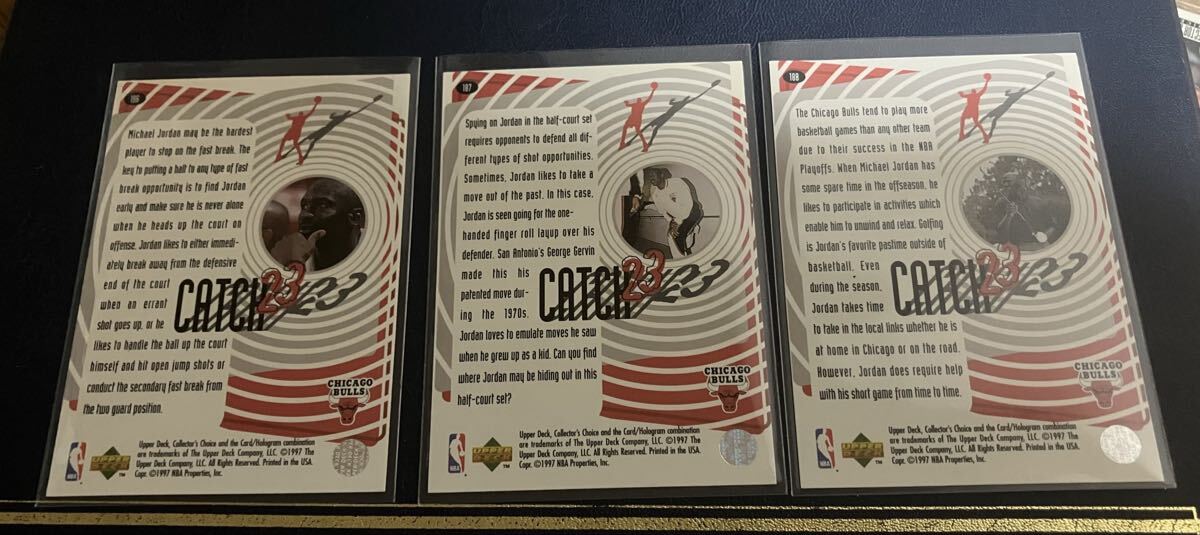 186
Michael Jordan may be the hardest
player to stop on the fast break. The
key to putting a halt to any type of fast
break opportunity is to find Jordan
early and make sure he is never alone
when he heads up the court on
offense. Jordan likes to either immedi-
ately break away from the defensive
end of the court
when an errant
shot goes up, or he
likes to handle the ball up the court
himself and hit open jump shots or
conduct the secondary fast break from
the two guard position.
CATCH 23
23
CHICAGO
BULLS
NBA
UPPER DECK
TM
Upper Deck, Collector's Choice and the Card/Hologram combination
are trademarks of The Upper Deck Company, LLC. ©1997 The
Upper Deck Company, LLC. All Rights Reserved. Printed in the USA.
Copr. ©1997 NBA Properties, Inc.
187
Spying on Jordan in the half-court set
requires opponents to defend all dif-
ferent types of shot opportunities.
Sometimes, Jordan likes to take a
move out of the past. In this case,
Jordan is seen going for the one-
handed finger roll layup over his
defender. San Antonio's George Gervin
made this his
patented move dur-
ing the 1970s.
Jordan loves to emulate moves he saw
when he grew up as a kid. Can you find
where Jordan may be hiding out in this
half-court set?
CATCH 23
23
CHICAGO
BULLS
NBA
UPPER DECK
TM
Upper Deck, Collector's Choice and the Card/Hologram combination
are trademarks of The Upper Deck Company, LLC. ©1997 The
Upper Deck Company, LLC. All Rights Reserved. Printed in the USA.
Copr. ©1997 NBA Properties, Inc.
188
The Chicago Bulls tend to play more
basketball games than any other team
due to their success in the NBA
Playoffs. When Michael Jordan has
some spare time in the offseason, he
likes to participate in activities which
enable him to unwind and relax. Golfing
is Jordan's favorite pastime outside of
basketball. Even
during the season,
Jordan takes time
to take in the local links whether he is
at home in Chicago or on the road.
However, Jordan does require help
with his short game from time to time.
CATCH 23
23
CHICAGO
BULLS
NBA
UPPER DECK
TM
Upper Deck, Collector's Choice and the Card/Hologram combination
are trademarks of The Upper Deck Company, LLC. ©1997 The
Upper Deck Company, LLC. All Rights Reserved. Printed in the USA.
Copr. ©1997 NBA Properties, Inc.